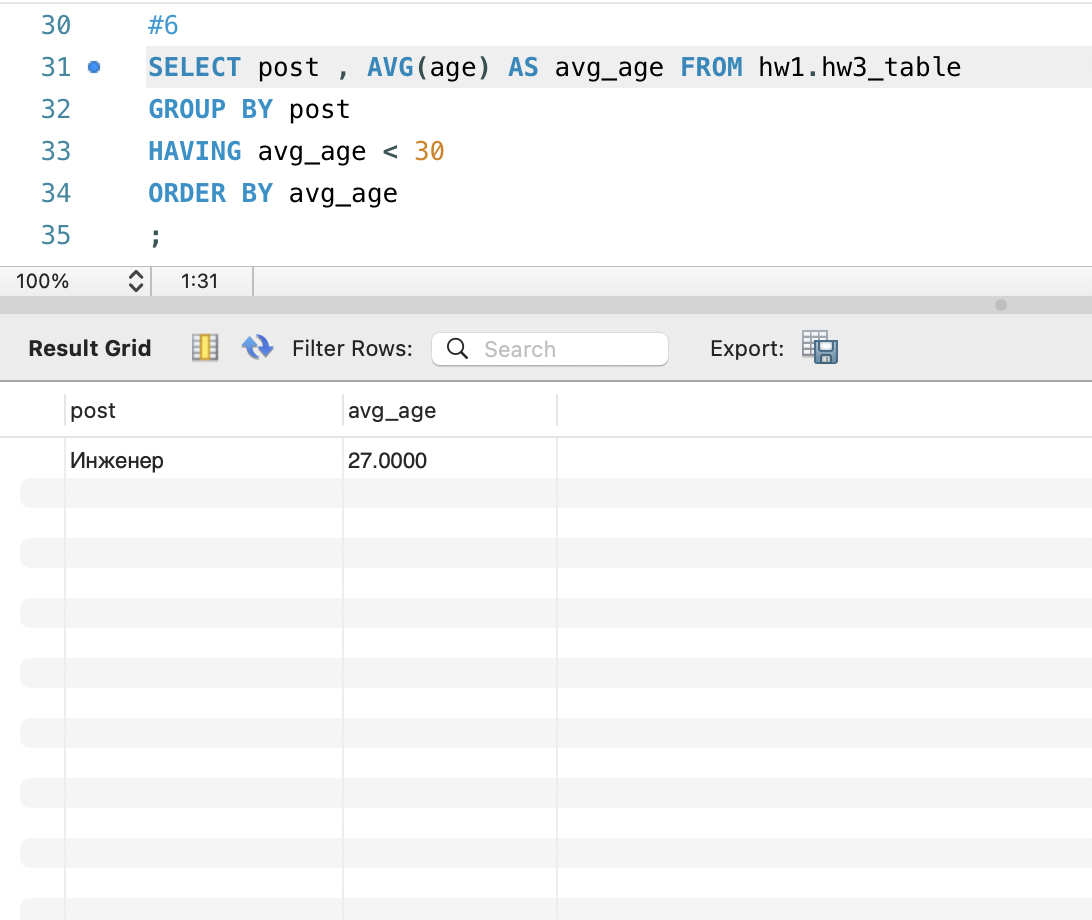 30 #6
31 SELECT post , AVG(age) AS avg_age FROM hw1.hw3_table
32 GROUP BY post
33 HAVING avg_age < 30
34 ORDER BY avg_age
35 ;
100% 1:31
Result Grid Filter Rows: Search Export:
post avg_age
Инженер 27.0000